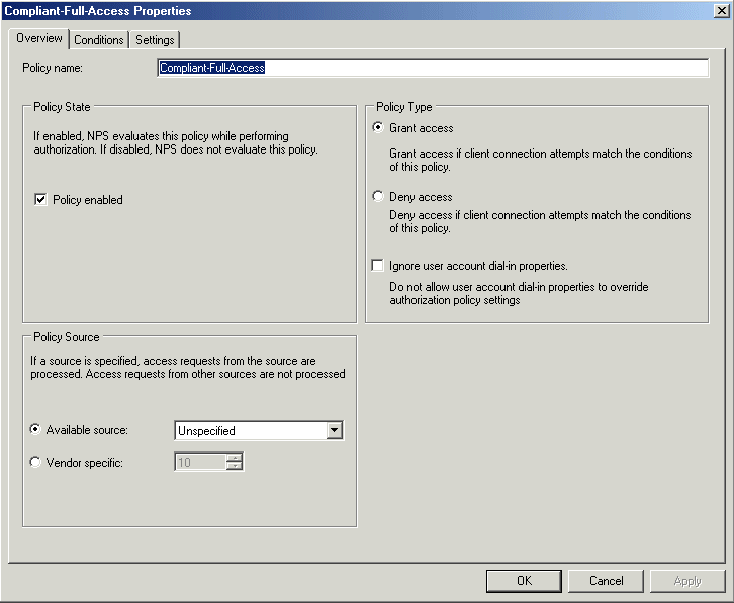 Compliant-Full-Access Properties
Overview Conditions Settings
Policy name: Compliant-Full-Access
Policy State
If enabled, NPS evaluates this policy while performing
authorization. If disabled, NPS does not evaluate this policy.
Policy enabled
Policy Type
Grant access
Grant access if client connection attempts match the conditions
of this policy.
Deny access
Deny access if client connection attempts match the conditions
of this policy.
Ignore user account dial-in properties.
Do not allow user account dial-in properties to override
authorization policy settings
Policy Source
If a source is specified, access requests from the source are
processed. Access requests from other sources are not processed
Available source: Unspecified
Vendor specific: 10
OK Cancel Apply